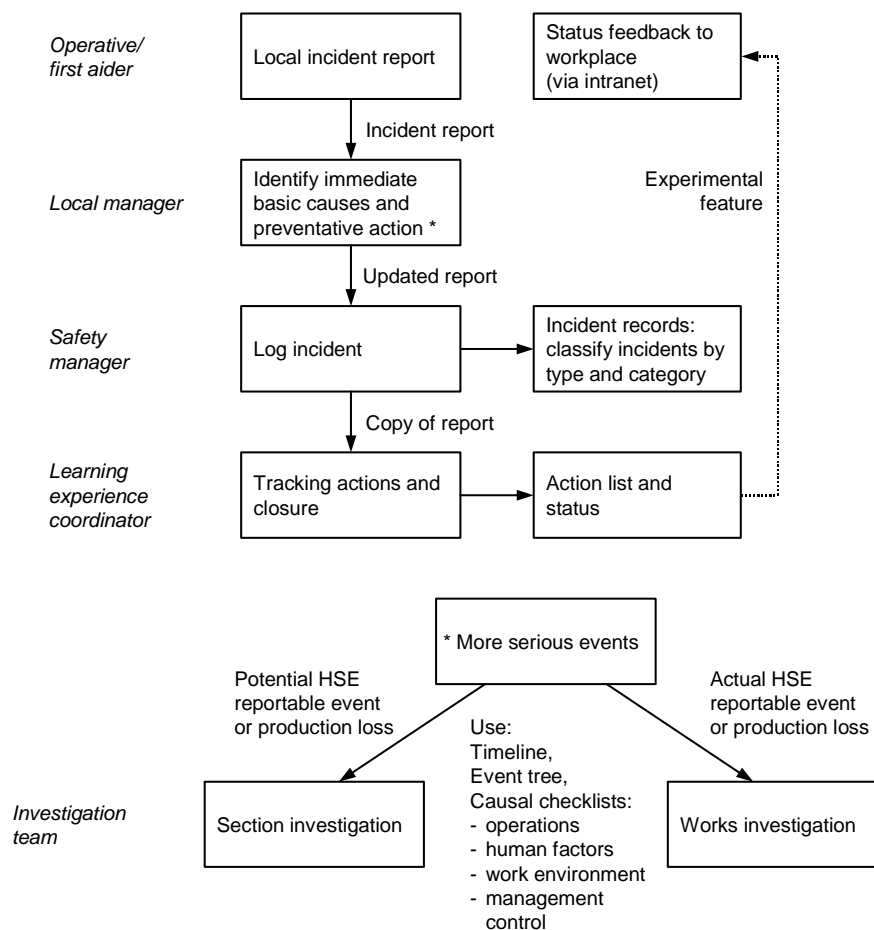 Operative/
first aider
Local incident report
Status feedback to
workplace
(via intranet)
Incident report
Local manager
Identify immediate
basic causes and
preventative action *
Experimental
feature
Updated report
Safety
manager
Log incident
Incident records:
classify incidents by
type and category
Copy of report
Learning
experience
coordinator
Tracking actions and
closure
Action list and
status
* More serious events
Potential HSE
reportable event
or production loss
Actual HSE
reportable event
or production loss
Use:
Timeline,
Event tree,
Causal checklists:
- operations
- human factors
- work environment
- management
control
Investigation
team
Section investigation
Works investigation